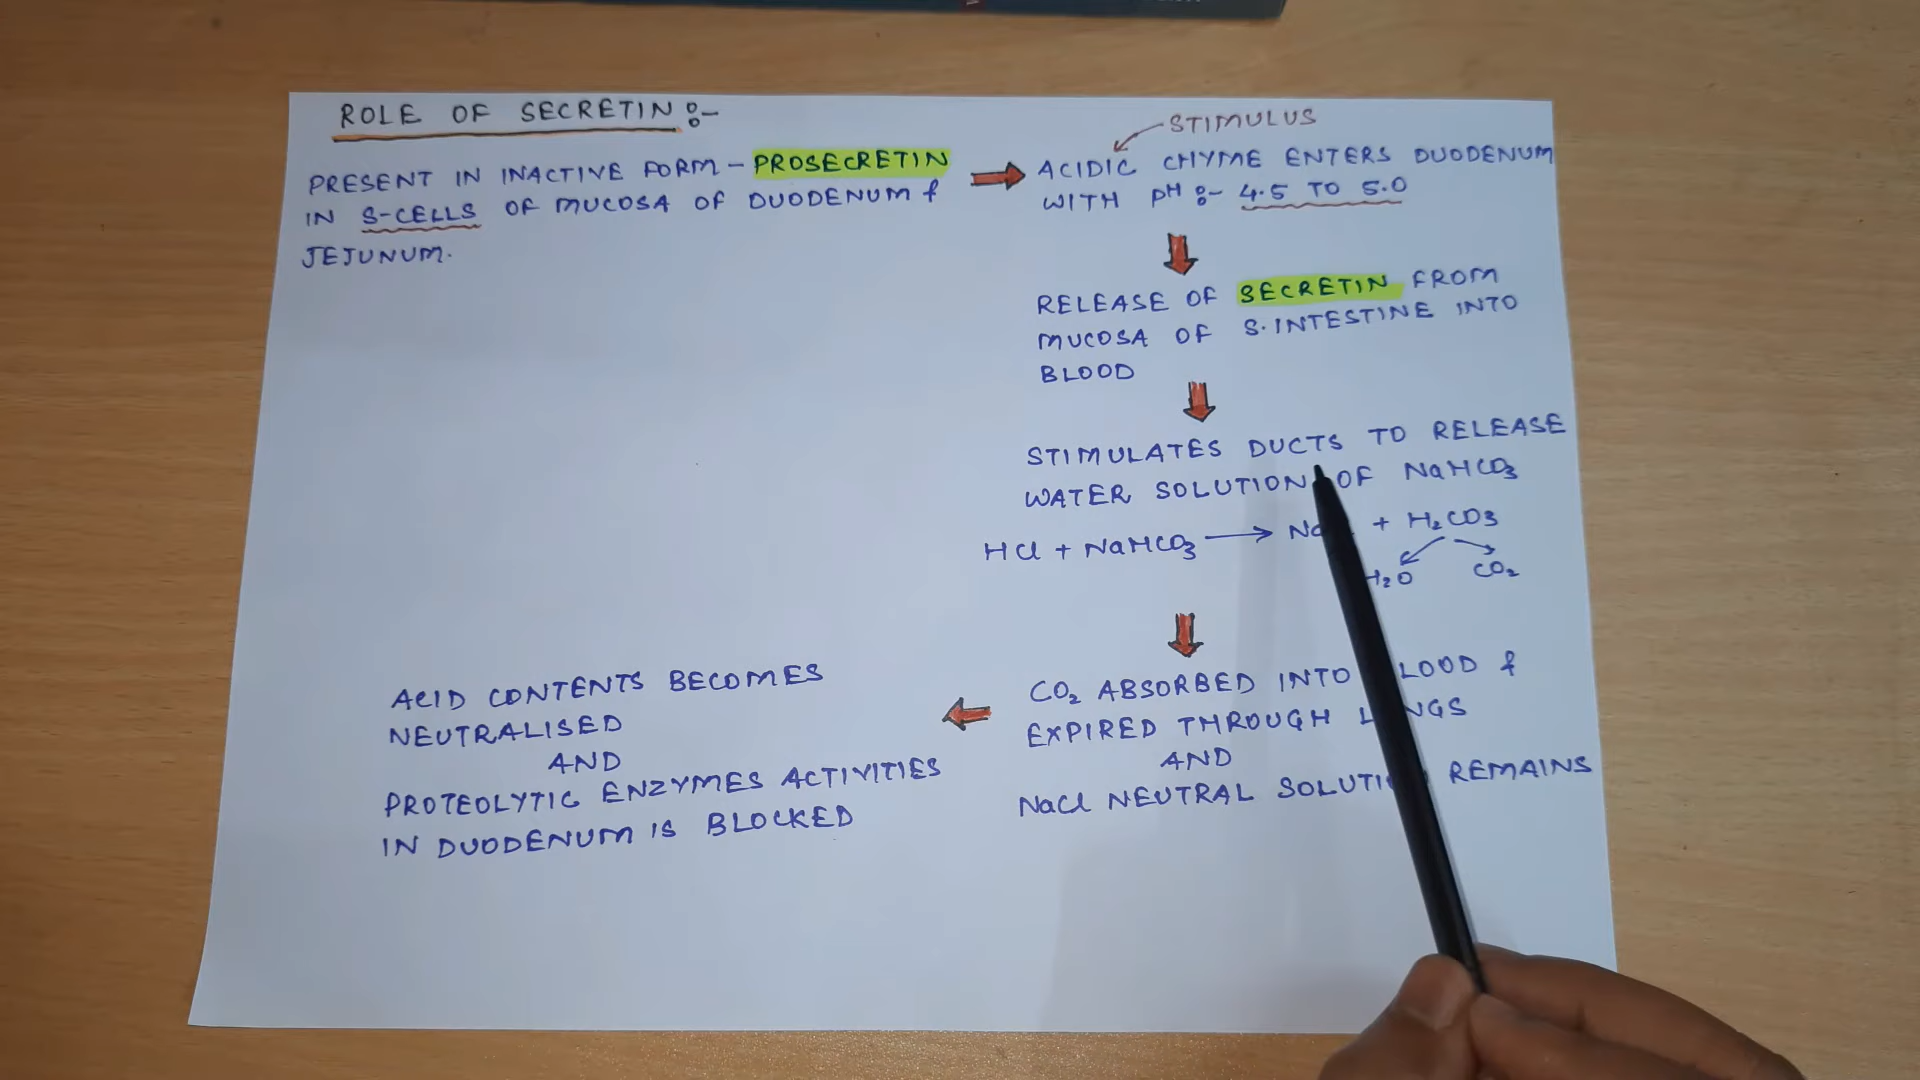 ROLE OF SECRETIN :-
PRESENT IN INACTIVE FORM - PROSECRETIN
IN S-CELLS OF MUCOSA OF DUODENUM &
JEJUNUM.
STIMULUS
ACIDIC CHYME ENTERS DUODENUM
WITH pH :- 4.5 TO 5.0
RELEASE OF SECRETIN FROM
MUCOSA OF S.INTESTINE INTO
BLOOD
STIMULATES DUCTS TO RELEASE
WATER SOLUTION OF NaHCO3
HCl + NaHCO3 → + H2CO3
H2O CO2
CO2 ABSORBED INTO &
EXPIRED THROUGH
AND
NaCl NEUTRAL REMAINS
ACID CONTENTS BECOMES
NEUTRALISED
AND
PROTEOLYTIC ENZYMES ACTIVITIES
IN DUODENUM IS BLOCKED